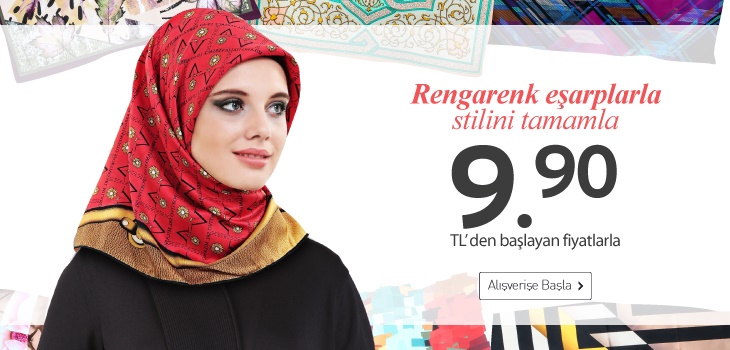 Rengarenk eşarplarla
stilini tamamla
9.90
TL'den başlayan fiyatlarla
Alışverişe Başla >